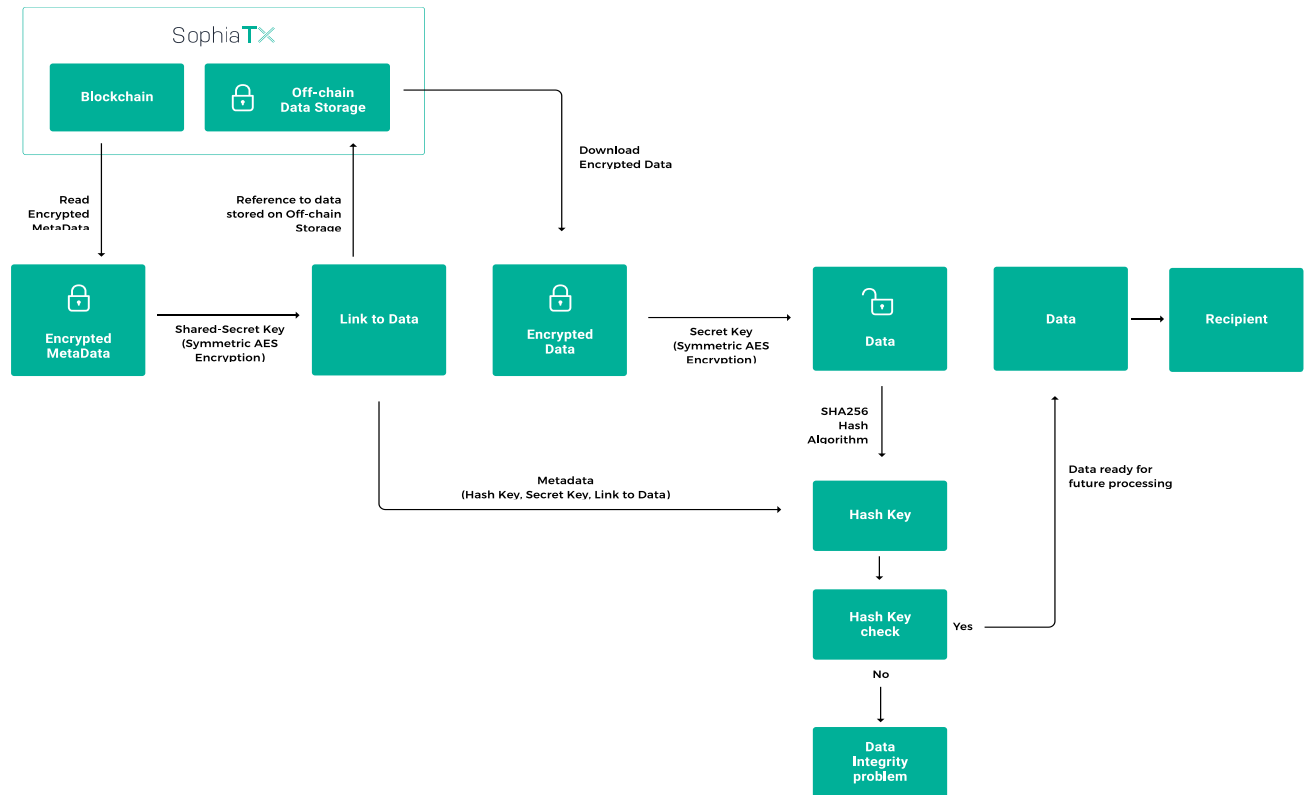 SophiaTX
Blockchain
Off-chain
Data Storage
Download
Encrypted Data
Read
Encrypted
MetaData
Reference to data
stored on Off-chain
Storage
Encrypted
MetaData
Shared-Secret Key
(Symmetric AES
Encryption)
Link to Data
Encrypted
Data
Secret Key
(Symmetric AES
Encryption)
Data
Data
Recipient
SHA256
Hash
Algorithm
Metadata
(Hash Key, Secret Key, Link to Data)
Data ready for
future processing
Hash Key
Hash Key
check
Yes
No
Data
Integrity
problem